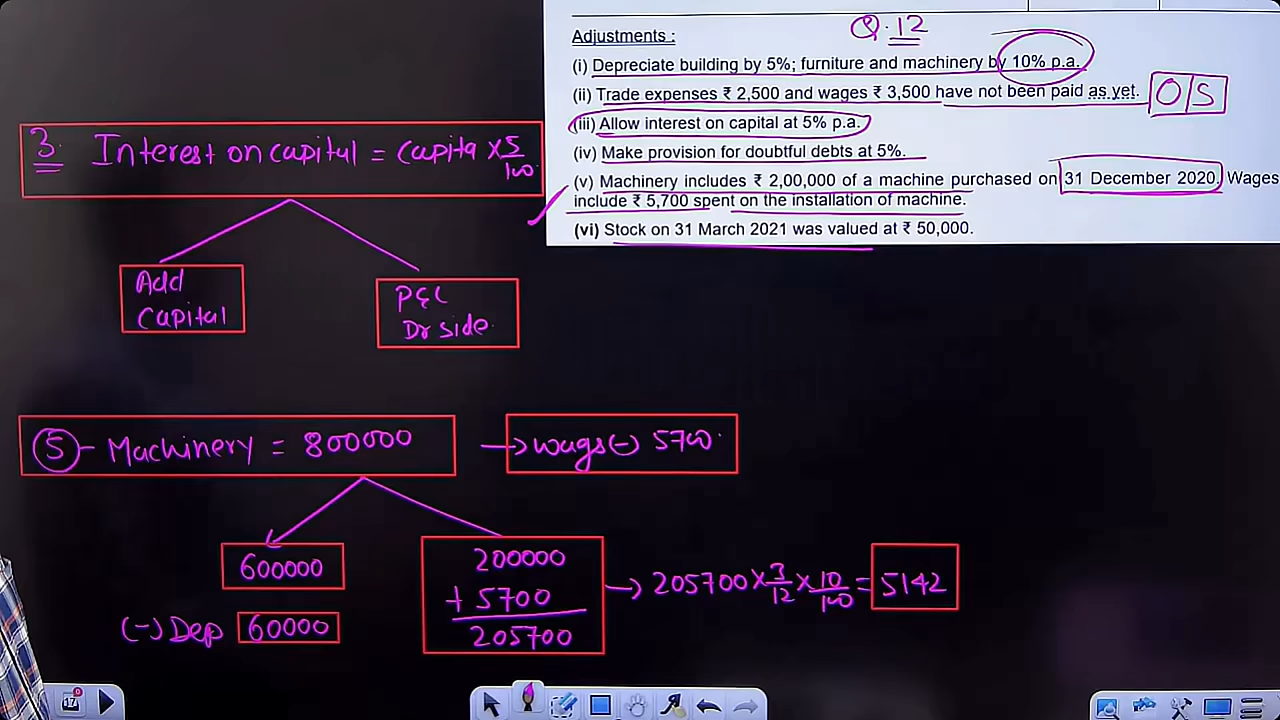 Q.12
Adjustments :
(i) Depreciate building by 5%; furniture and machinery by 10% p.a.
(ii) Trade expenses ₹ 2,500 and wages ₹ 3,500 have not been paid as yet. O/S
(iii) Allow interest on capital at 5% p.a.
(iv) Make provision for doubtful debts at 5%.
(v) Machinery includes ₹ 2,00,000 of a machine purchased on 31 December 2020. Wages
include ₹ 5,700 spent on the installation of machine.
(vi) Stock on 31 March 2021 was valued at ₹ 50,000.
3. Interest on capital = Capita × 5/100
Add
Capital
P&L
Dr side
5 - Machinery = 800000
→ wags (-) 5700
600000
(-) Dep 60000
200000
+ 5700
205700
→ 205700 × 3/12 × 10/100 = 5142
17